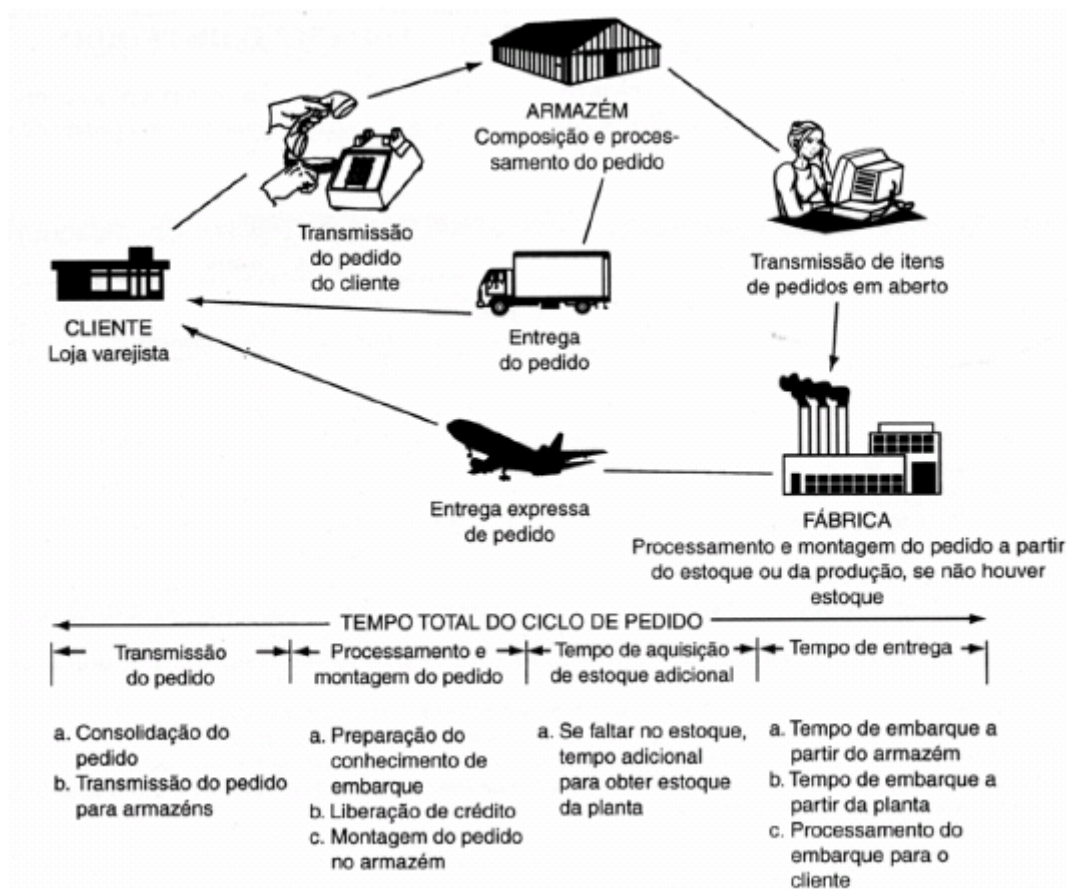 ARMAZÉM
Composição e proces-
samento do pedido
Transmissão
do pedido
do cliente
Transmissão de itens
de pedidos em aberto
CLIENTE
Loja varejista
Entrega
do pedido
Entrega expressa
de pedido
FÁBRICA
Processamento e montagem do pedido a partir
do estoque ou da produção, se não houver
estoque
TEMPO TOTAL DO CICLO DE PEDIDO
Transmissão
do pedido
Processamento e
montagem do pedido
Tempo de aquisição
de estoque adicional
Tempo de entrega
a. Consolidação do
pedido
b. Transmissão do pedido
para armazéns
a. Preparação do
conhecimento de
embarque
b. Liberação de crédito
c. Montagem do pedido
no armazém
a. Se faltar no estoque,
tempo adicional
para obter estoque
da planta
a. Tempo de embarque a
partir do armazém
b. Tempo de embarque a
partir da planta
c. Processamento do
embarque para o
cliente